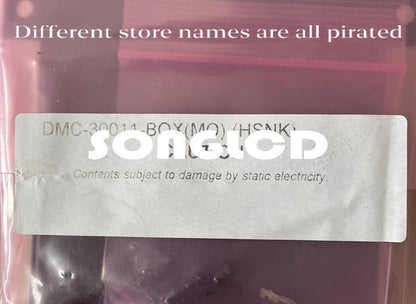 Different store names are all pirated
DMC-30011-BOX(MO) (HSNK)
SONGLCD
Contents subject to damage by static electricity.